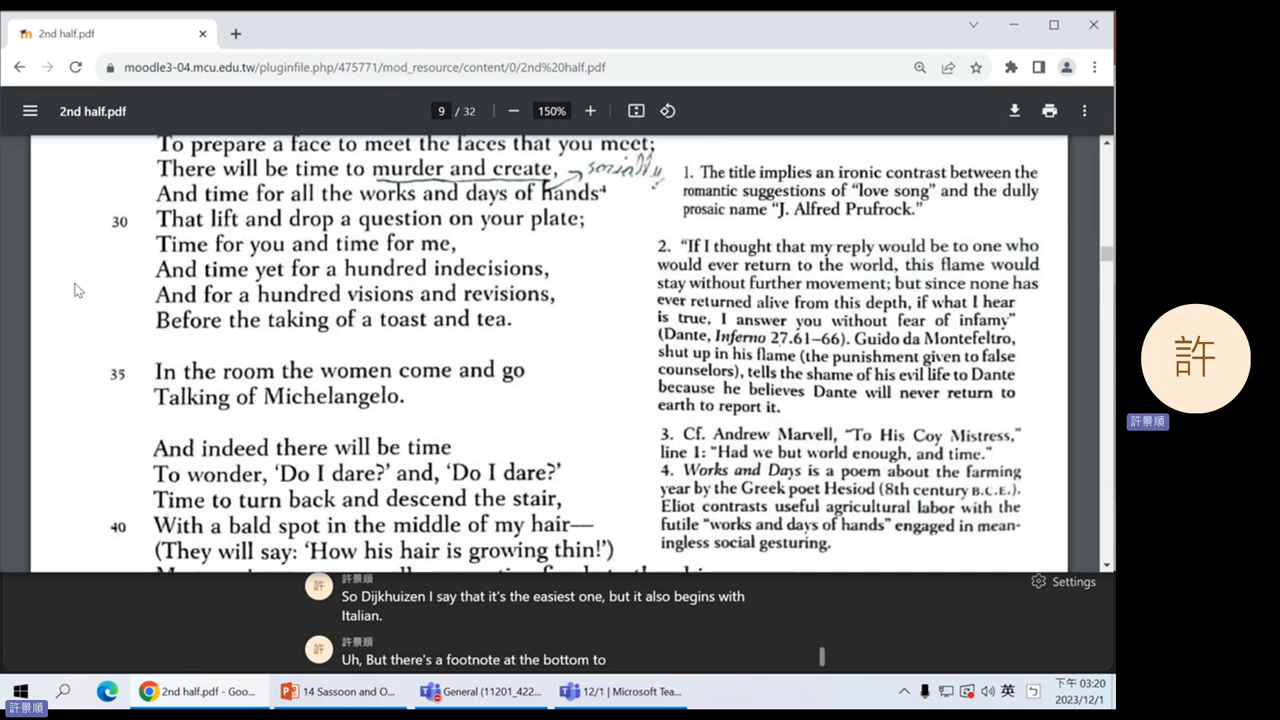 2nd half.pdf
moodle3-04.mcu.edu.tw/pluginfile.php/475771/mod_resource/content/0/2nd%20half.pdf
2nd half.pdf
9 / 32
150%
To prepare a face to meet the faces that you meet;
There will be time to murder and create,
socially
And time for all the works and days of hands4
30 That lift and drop a question on your plate;
Time for you and time for me,
And time yet for a hundred indecisions,
And for a hundred visions and revisions,
Before the taking of a toast and tea.
35 In the room the women come and go
Talking of Michelangelo.
And indeed there will be time
To wonder, 'Do I dare?' and, 'Do I dare?'
Time to turn back and descend the stair,
40 With a bald spot in the middle of my hair—
(They will say: 'How his hair is growing thin!')
1. The title implies an ironic contrast between the
romantic suggestions of "love song" and the dully
prosaic name "J. Alfred Prufrock."
2. "If I thought that my reply would be to one who
would ever return to the world, this flame would
stay without further movement; but since none has
ever returned alive from this depth, if what I hear
is true, I answer you without fear of infamy"
(Dante, Inferno 27.61–66). Guido da Montefeltro,
shut up in his flame (the punishment given to false
counselors), tells the shame of his evil life to Dante
because he believes Dante will never return to
earth to report it.
3. Cf. Andrew Marvell, "To His Coy Mistress,"
line 1: "Had we but world enough, and time."
4. Works and Days is a poem about the farming
year by the Greek poet Hesiod (8th century B.C.E.).
Eliot contrasts useful agricultural labor with the
futile "works and days of hands" engaged in mean-
ingless social gesturing.
許
許景順
Settings
許
許景順
So Dijkhuizen I say that it's the easiest one, but it also begins with
Italian.
許
許景順
Uh, But there's a footnote at the bottom to
2nd half.pdf - Goo...
14 Sassoon and O...
General (11201_422...
12/1 | Microsoft Tea...
英
下午 03:20
2023/12/1
許景順